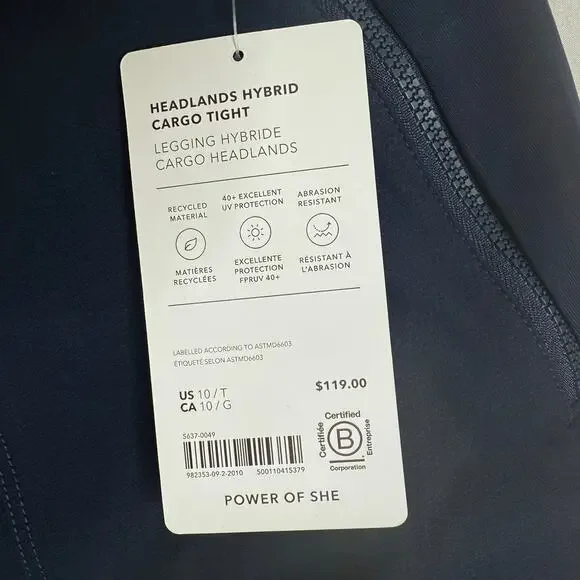 HEADLANDS HYBRID
CARGO TIGHT
LEGGING HYBRIDE
CARGO HEADLANDS
RECYCLED
MATERIAL
MATIÈRES
RECYCLÉES
40+ EXCELLENT
UV PROTECTION
EXCELLENTE
PROTECTION
FPRUV 40+
ABRASION
RESISTANT
RÉSISTANT À
L'ABRASION
LABELLED ACCORDING TO ASTMD6603
ÉTIQUETÉ SELON ASTMD6603
US 10/T
CA 10/G
$119.00
S637-0049
982353-09-2-2010 500110415379
Certified
Certifiée
B
Entreprise
Corporation
POWER OF SHE